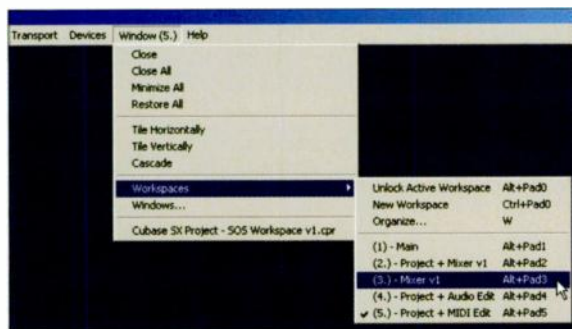 Transport Devices Window (5.) Help
Close
Close All
Minimize All
Restore All
Tile Horizontally
Tile Vertically
Cascade
Workspaces
Windows...
Cubase SX Project - SOS Workspace v1.cpr
Unlock Active Workspace Alt+Pad0
New Workspace Ctrl+Pad0
Organize... W
(1) - Main Alt+Pad1
(2.) - Project + Mixer v1 Alt+Pad2
(3.) - Mixer v1 Alt+Pad3
(4.) - Project + Audio Edit Alt+Pad4
(5.) - Project + MIDI Edit Alt+Pad5